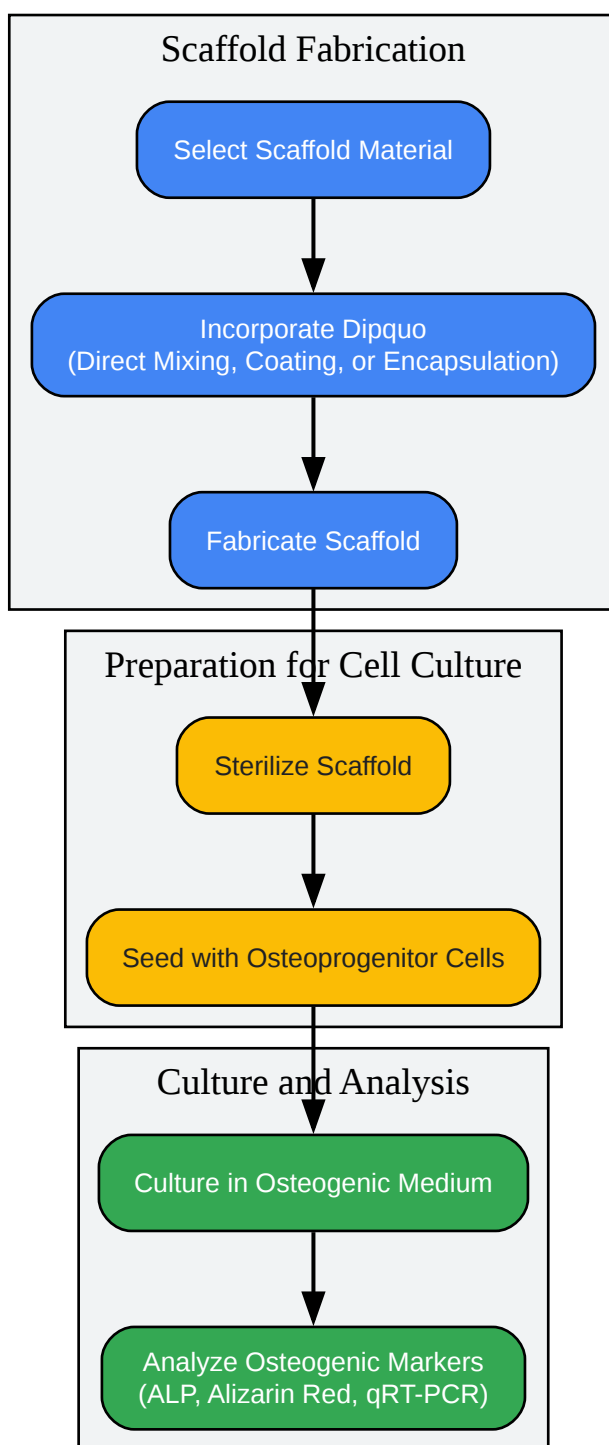 Scaffold Fabrication
Select Scaffold Material
Incorporate Dipquo
(Direct Mixing, Coating, or Encapsulation)
Fabricate Scaffold
Preparation for Cell Culture
Sterilize Scaffold
Seed with Osteoprogenitor Cells
Culture and Analysis
Culture in Osteogenic Medium
Analyze Osteogenic Markers
(ALP, Alizarin Red, qRT-PCR)